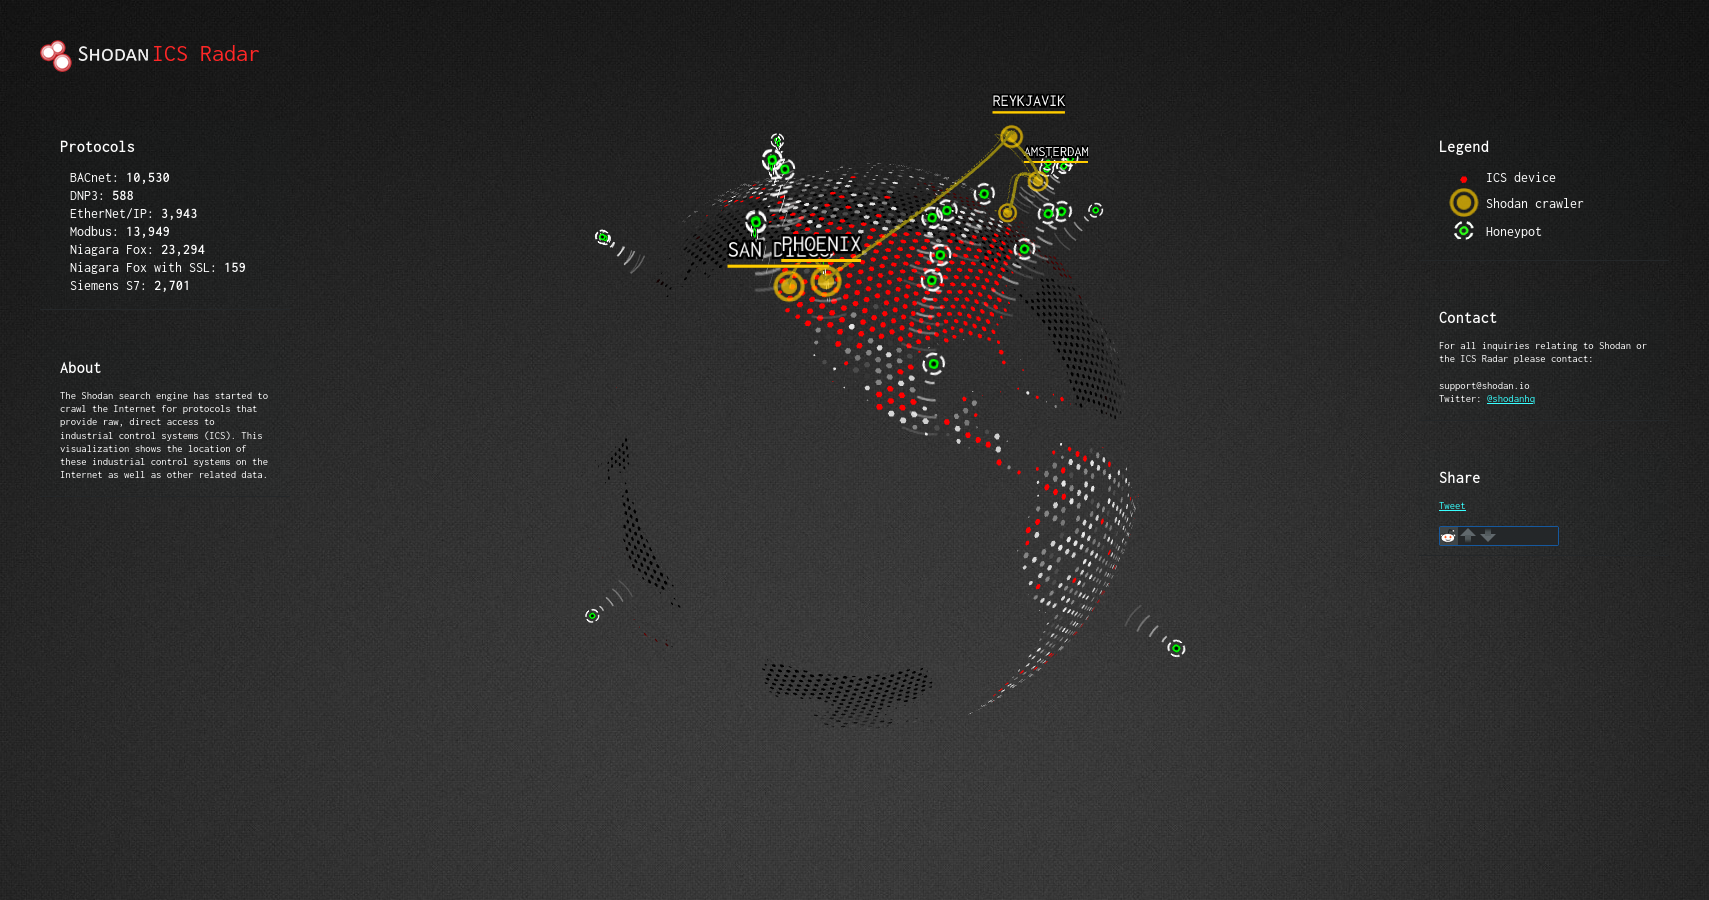 SHODAN ICS Radar
Protocols
BACnet: 10,530
DNP3: 588
EtherNet/IP: 3,943
Modbus: 13,949
Niagara Fox: 23,294
Niagara Fox with SSL: 159
Siemens S7: 2,701
About
The Shodan search engine has started to
crawl the Internet for protocols that
provide raw, direct access to
industrial control systems (ICS). This
visualization shows the location of
these industrial control systems on the
Internet as well as other related data.
REYKJAVIK
AMSTERDAM
SAN DIEGO
PHOENIX
Legend
ICS device
Shodan crawler
Honeypot
Contact
For all inquiries relating to Shodan or
the ICS Radar please contact:
support@shodan.io
Twitter: @shodanhq
Share
Tweet